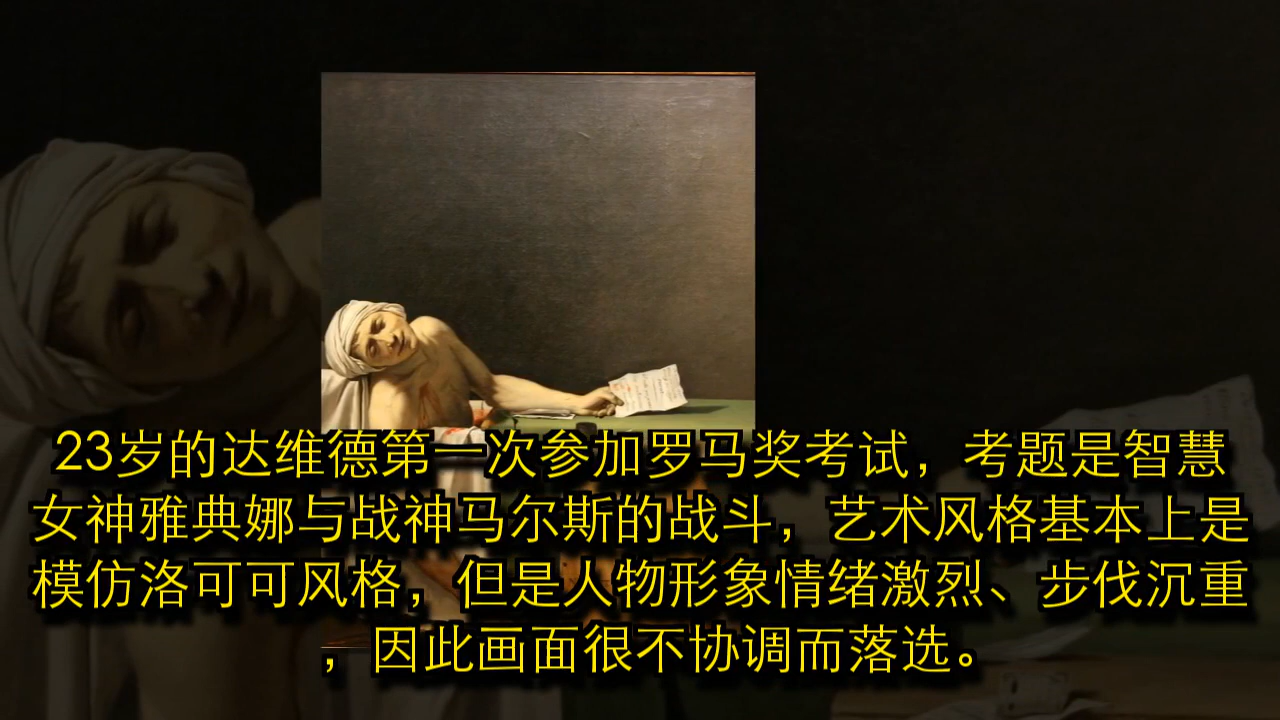 23岁的达维德第一次参加罗马奖考试，考题是智慧
女神雅典娜与战神马尔斯的战斗，艺术风格基本上是
模仿洛可可风格，但是人物形象情绪激烈、步伐沉重
，因此画面很不协调而落选。